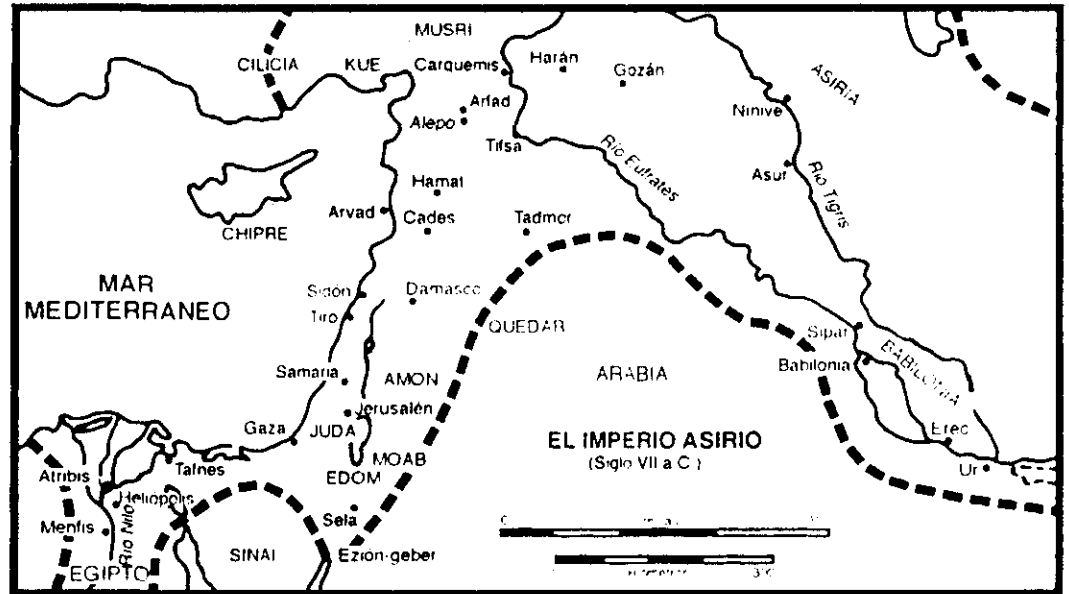 MUSRI
CILICIA
KUE
Carquemis
Harán
Gozán
ASIRIA
Arfad
Alepo
Nínive
Tifsa
Río Eufrates
Asur
Río Tigris
Hamat
Arvad
Cades
Tadmor
CHIPRE
MAR
MEDITERRANEO
Sidón
Damasco
Tiro
QUEDAR
Sipar
BABILONIA
Babilonia
Samaria
AMON
ARABIA
Jerusalén
Gaza
JUDA
EL IMPERIO ASIRIO
(Siglo VII a C )
Erec
MOAB
Ur
Tafnes
EDOM
Atribis
Heliópolis
Sela
Menfis
Río Nilo
SINAI
Ezión-geber
EGIPTO